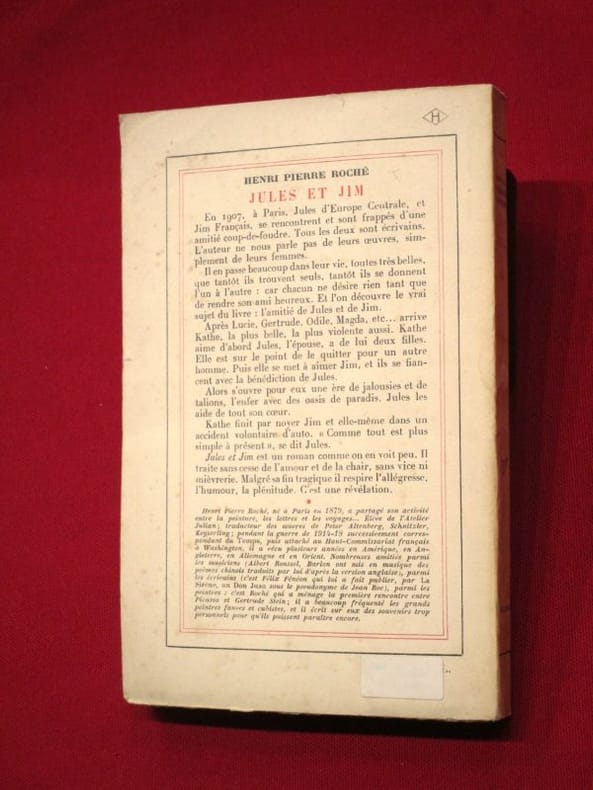 H
HENRI PIERRE ROCHÉ
JULES ET JIM
En 1907, à Paris, Jules d'Europe Centrale, et
Jim Français, se rencontrent et sont frappés d'une
amitié coup-de-foudre. Tous les deux sont écrivains.
L'auteur ne nous parle pas de leurs œuvres, sim-
plement de leurs femmes.
Il en passe beaucoup dans leur vie, toutes très belles,
que tantôt ils trouvent seuls, tantôt ils se donnent
l'un à l'autre : car chacun ne désire rien tant que
de rendre son ami heureux. Et l'on découvre le vrai
sujet du livre : l'amitié de Jules et de Jim.
Après Lucie, Gertrude, Odile, Magda, etc... arrive
Kathe, la plus belle, la plus violente aussi. Kathe
aime d'abord Jules, l'épouse, a de lui deux filles.
Elle est sur le point de le quitter pour un autre
homme. Puis elle se met à aimer Jim, et ils se fian-
cent avec la bénédiction de Jules.
Alors s'ouvre pour eux une ère de jalousies et de
talions, l'enfer avec des oasis de paradis. Jules les
aide de tout son cœur.
Kathe finit par noyer Jim et elle-même dans un
accident volontaire d'auto. « Comme tout est plus
simple à présent », se dit Jules.
Jules et Jim est un roman comme on en voit peu. Il
traite sans cesse de l'amour et de la chair, sans vice ni
mièvrerie. Malgré sa fin tragique il respire l'allégresse,
l'humour, la plénitude. C'est une révélation.
Henri Pierre Roché, né à Paris en 1879, a partagé son activité
entre la peinture, les lettres et les voyages... Élève de l'Atelier
Julian ; traducteur des œuvres de Peter Altenberg, Schnitzler,
Keyserling ; pendant la guerre de 1914-18 successivement corres-
pondant du Temps, puis attaché au Haut-Commissariat français
à Washington, il a vécu plusieurs années en Amérique, en An-
gleterre, en Allemagne et en Orient. Nombreuses amitiés parmi
les musiciens (Albert Roussel, Barlow ont mis en musique des
poèmes chinois traduits par lui d'après la version anglaise), parmi
les écrivains (c'est Félix Fénéon qui l'a fait publier, par La
Sirène, un Don Juan sous le pseudonyme de Jean Roc), parmi les
peintres : c'est Roché qui a ménagé la première rencontre entre
Picasso et Gertrude Stein ; il a beaucoup fréquenté les grands
peintres fauves et cubistes, et il écrit sur eux des souvenirs trop
personnels pour qu'ils puissent paraître encore.